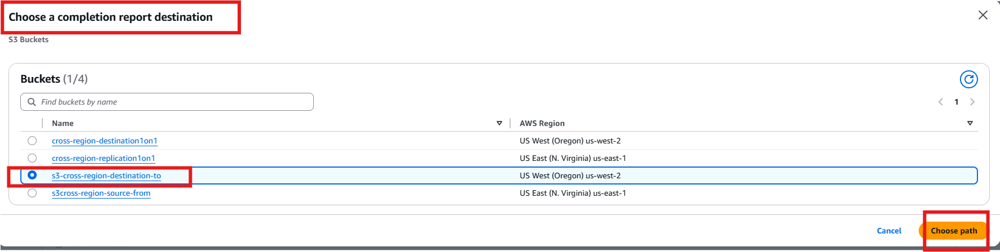 Choose a completion report destination
S3 Buckets
Buckets (1/4)
Find buckets by name
1
Name AWS Region
cross-region-destination1on1 US West (Oregon) us-west-2
cross-region-replication1on1 US East (N. Virginia) us-east-1
s3-cross-region-destination-to US West (Oregon) us-west-2
s3cross-region-source-from US East (N. Virginia) us-east-1
Cancel Choose path